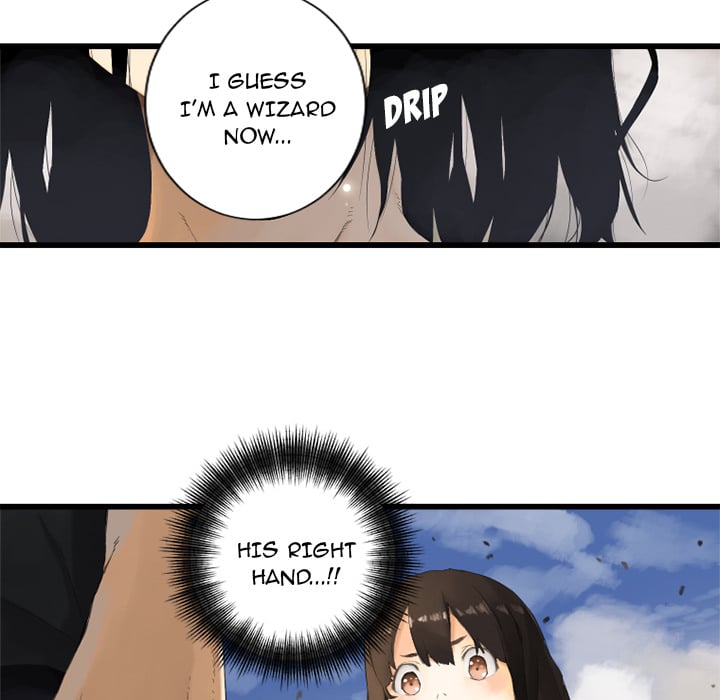 I GUESS
I'M A WIZARD
NOW...
DRIP
HIS RIGHT
HAND...!!